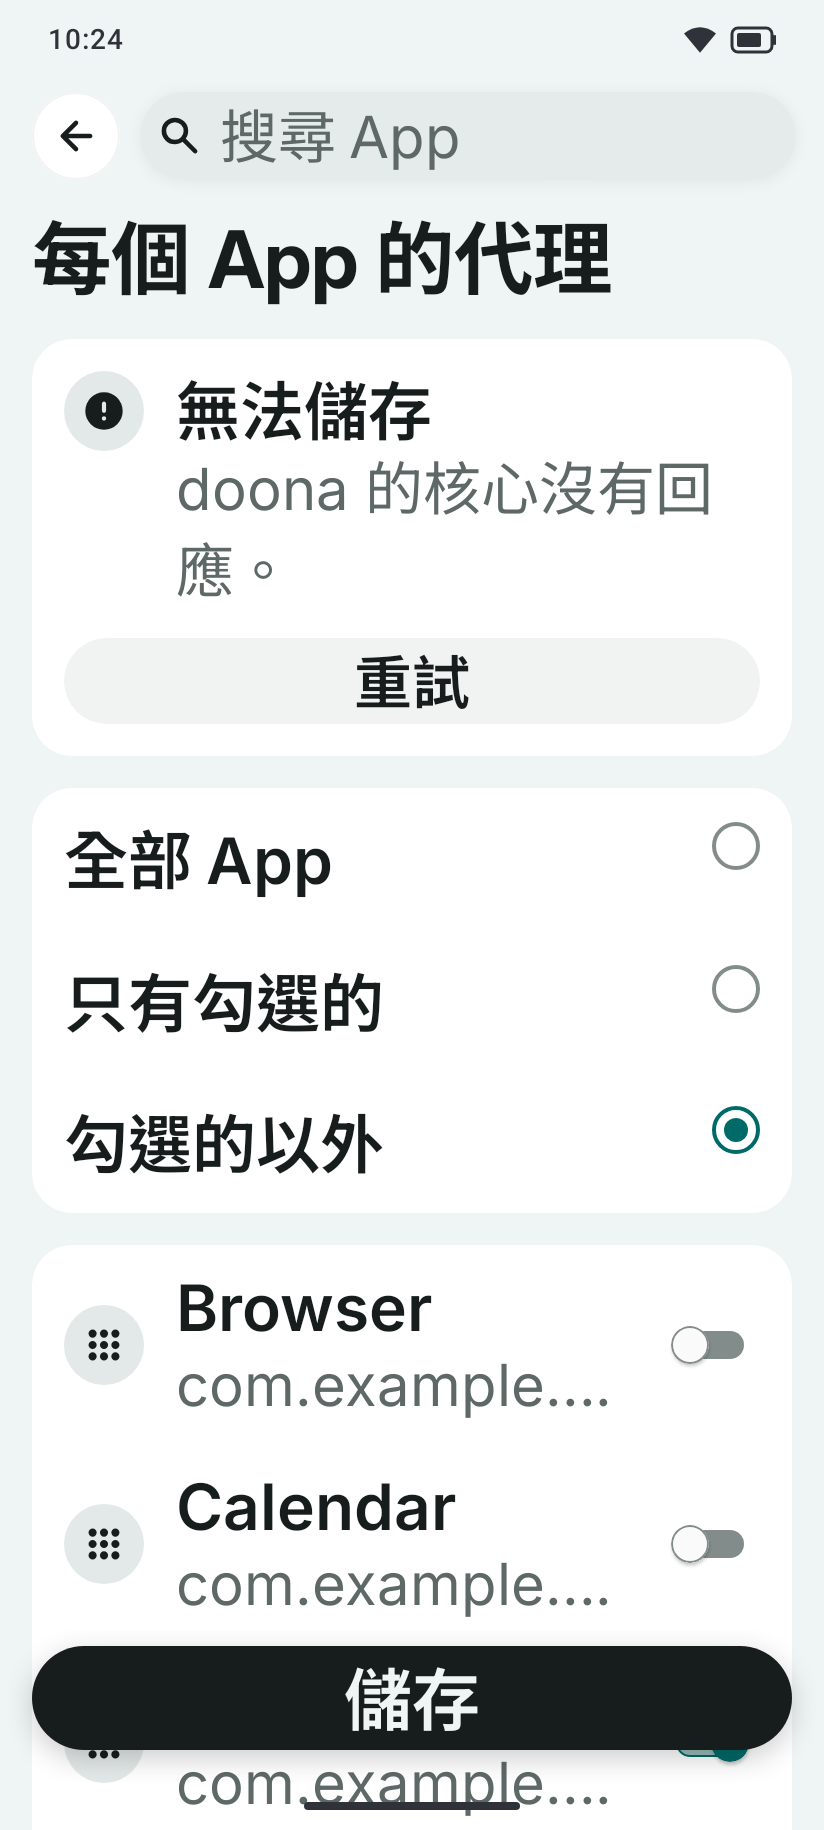 10:24
搜尋 App
每個 App 的代理
無法儲存
doona 的核心沒有回
應。
重試
全部 App
只有勾選的
勾選的以外
Browser
com.example....
Calendar
com.example....
儲存
com.example....